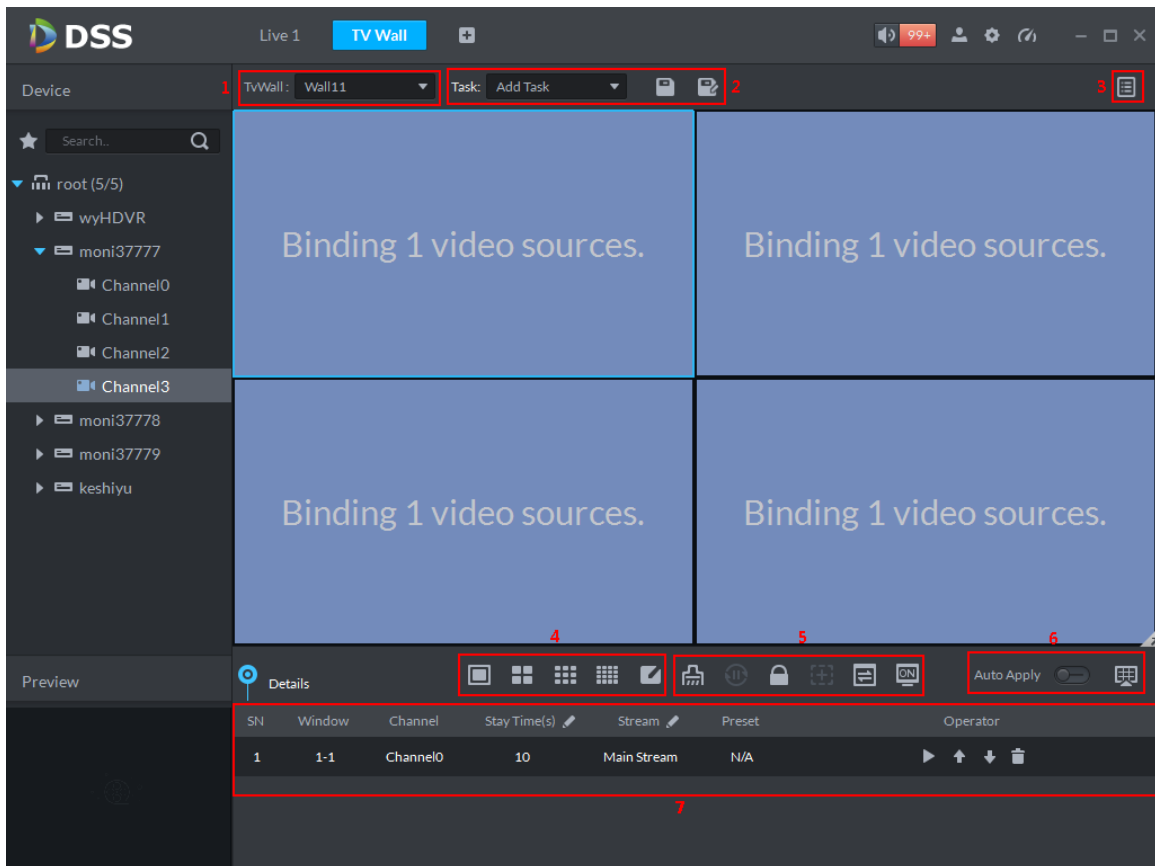 DSS
Live 1
TV Wall
99+
Device
1
TvWall:
Wall11
Task:
Add Task
2
3
Search..
root (5/5)
wyHDVR
moni37777
Channel0
Channel1
Channel2
Channel3
moni37778
moni37779
keshiyu
Binding 1 video sources.
Binding 1 video sources.
Binding 1 video sources.
Binding 1 video sources.
4
5
6
Preview
Details
ON
Auto Apply
SN
Window
Channel
Stay Time(s)
Stream
Preset
Operator
1
1-1
Channel0
10
Main Stream
N/A
7